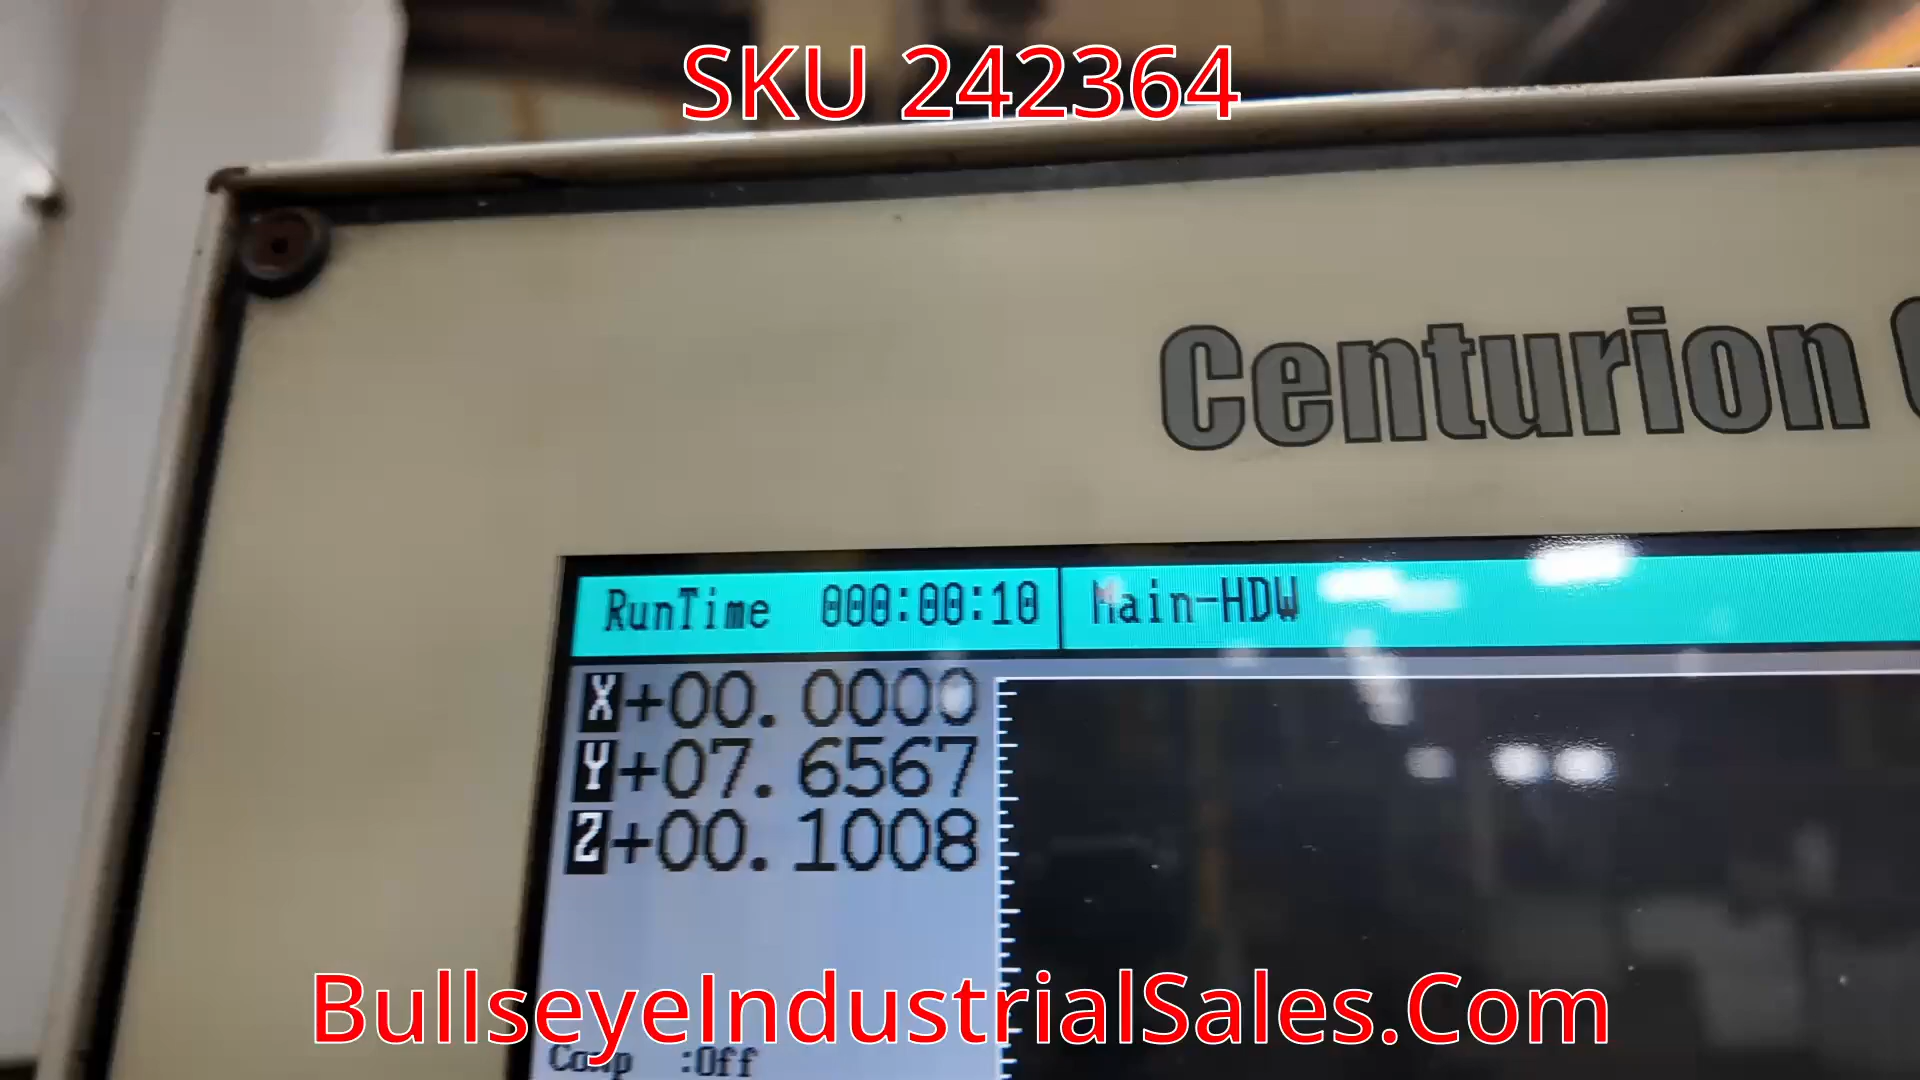 SKU 242364
Centurion
RunTime 000:00:10 Main-HDW
X+00.0000
Y+07.6567
Z+00.1008
BullseyeIndustrialSales.Com
Comp :Off